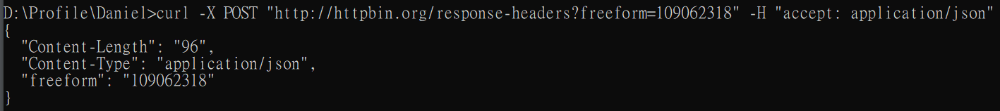 D:\Profile\Daniel>curl -X POST "http://httpbin.org/response-headers?freeform=109062318" -H "accept: application/json"
{
  "Content-Length": "96",
  "Content-Type": "application/json",
  "freeform": "109062318"
}